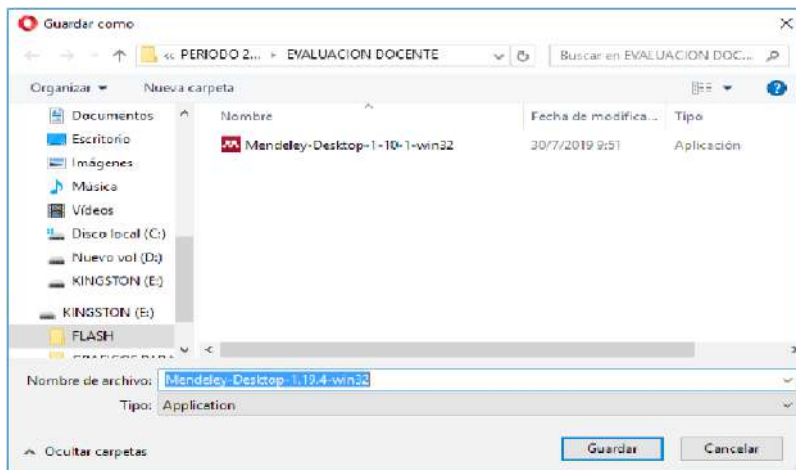 Guardar como
« PERIODO 2... › EVALUACION DOCENTE
Buscar en EVALUACION DOC...
Organizar
Nueva carpeta
Documentos
Escritorio
Imágenes
Música
Vídeos
Disco local (C:)
Nuevo vol (D:)
KINGSTON (E:)
KINGSTON (E:)
FLASH
Nombre
Fecha de modifica...
Tipo
Mendeley-Desktop-1-10-1-win32
30/7/2019 9:51
Aplicación
Nombre de archivo: Mendeley-Desktop-1.19.4-win32
Tipo: Application
Ocultar carpetas
Guardar
Cancelar